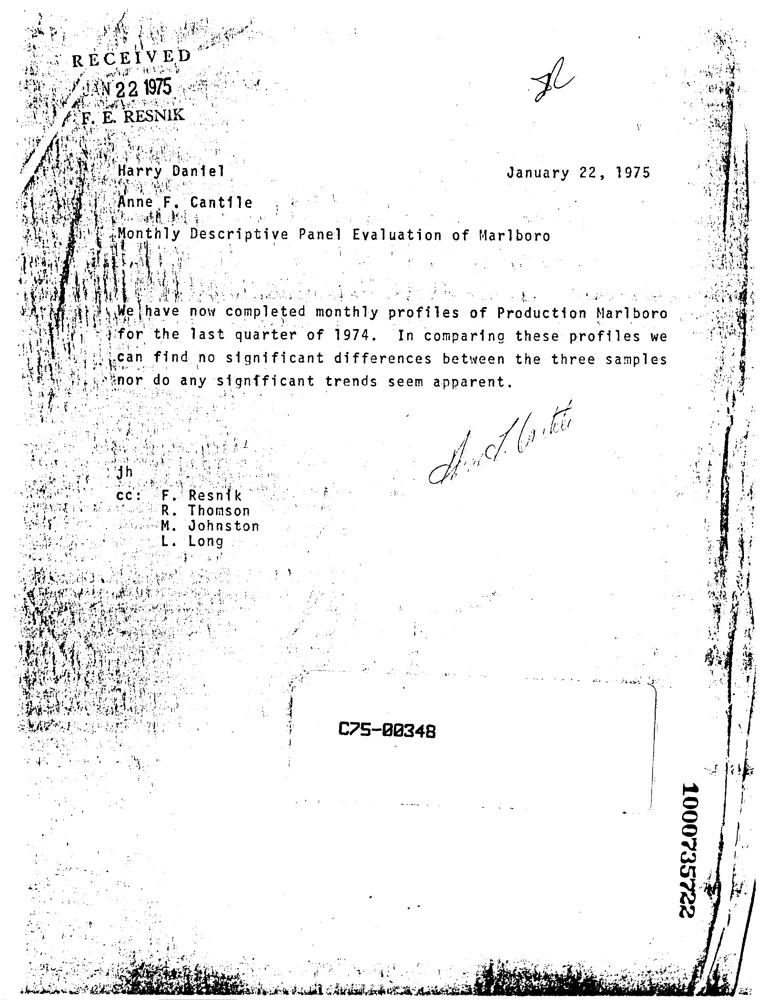 RECEIVED
JAN 22 1975
F. E. RESNIK
Harry Daniel
January 22, 1975
Anne F. Cantile
Monthly Descriptive Panel Evaluation of Marlboro
We have now completed monthly profiles of Production Marlboro
for the last quarter of 1974. In comparing these profiles we
can find no significant differences between the three samples
nor do any significant trends seem apparent.
jh
cc: F. Resnik
R. Thomson
M. Johnston
L. Long
C75-00348
1000735722